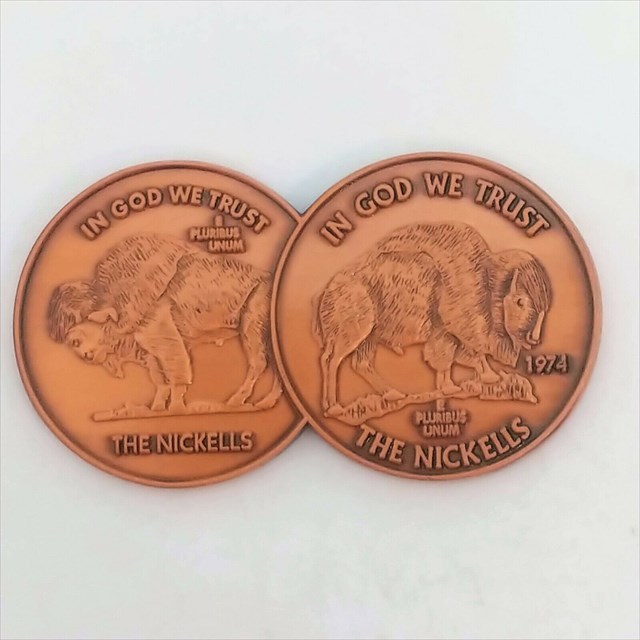 IN GOD WE TRUST
E
PLURIBUS
UNUM
THE NICKELLS
IN GOD WE TRUST
1974
E
PLURIBUS
UNUM
THE NICKELLS